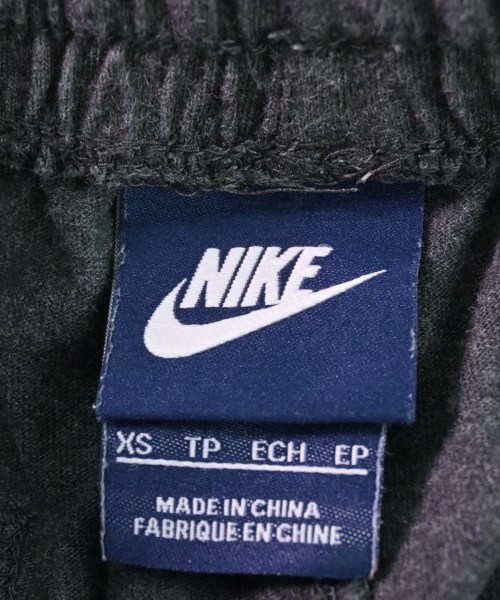 NIKE
XS TP ECH EP
MADE IN CHINA
FABRIQUE EN CHINE